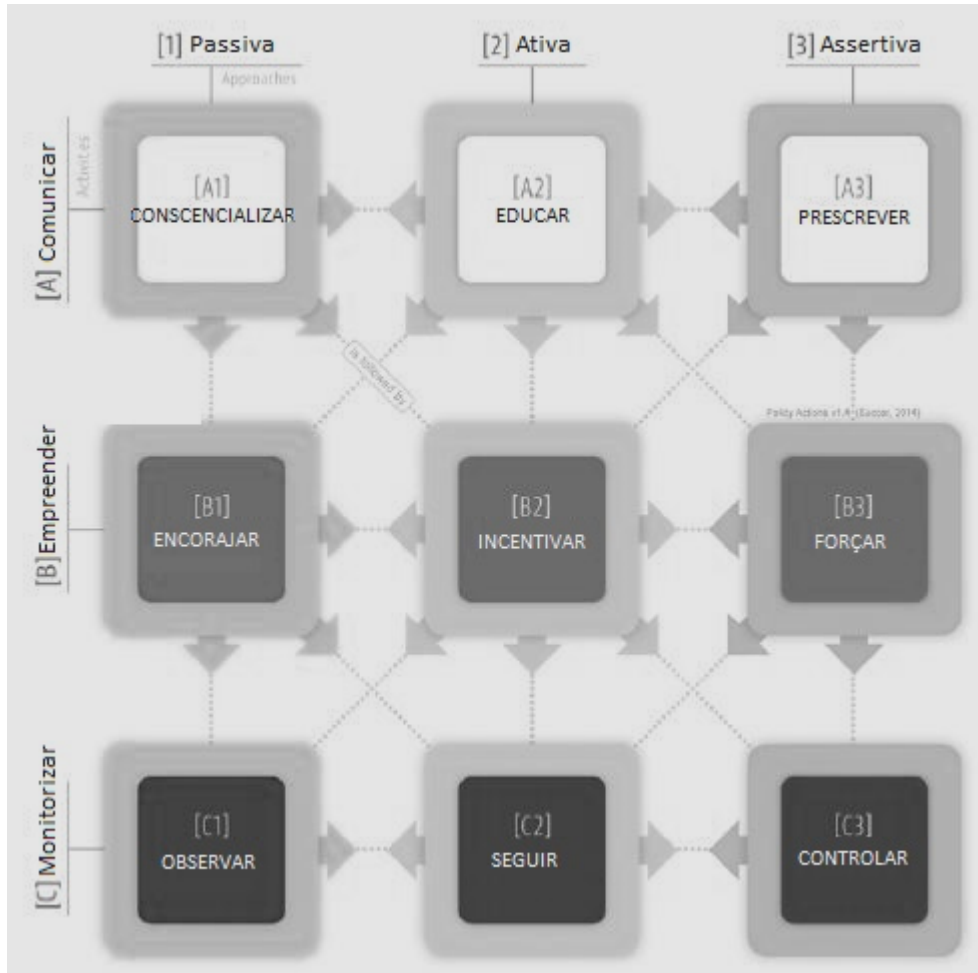 [1] Passiva
[2] Ativa
[3] Assertiva
Approaches
Activities
[A] Comunicar
[A1]
CONSCENCIALIZAR
[A2]
EDUCAR
[A3]
PRESCREVER
is followed by
Policy Actions v1.4 (Succar, 2014)
[B]Empreender
[B1]
ENCORAJAR
[B2]
INCENTIVAR
[B3]
FORÇAR
[C] Monitorizar
[C1]
OBSERVAR
[C2]
SEGUIR
[C3]
CONTROLAR